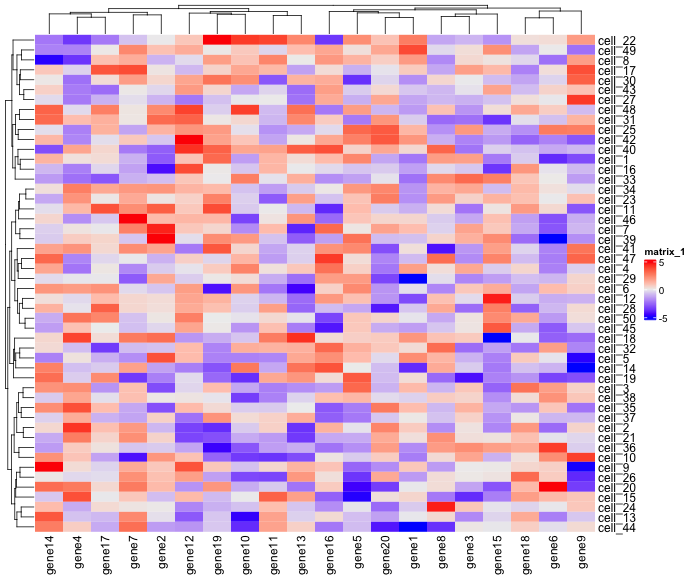 cell_22
cell_49
cell_8
cell_17
cell_30
cell_43
cell_27
cell_48
cell_31
cell_25
cell_42
cell_40
cell_1
cell_16
cell_33
cell_34
cell_23
cell_11
cell_46
cell_7
cell_39
cell_41
cell_47
cell_4
cell_29
cell_6
cell_12
cell_28
cell_50
cell_45
cell_18
cell_32
cell_5
cell_14
cell_19
cell_3
cell_38
cell_35
cell_37
cell_2
cell_21
cell_36
cell_10
cell_9
cell_26
cell_20
cell_15
cell_24
cell_13
cell_44
matrix_1
5
0
-5
gene14
gene4
gene17
gene7
gene2
gene12
gene19
gene10
gene11
gene13
gene16
gene5
gene20
gene1
gene8
gene3
gene15
gene18
gene6
gene9